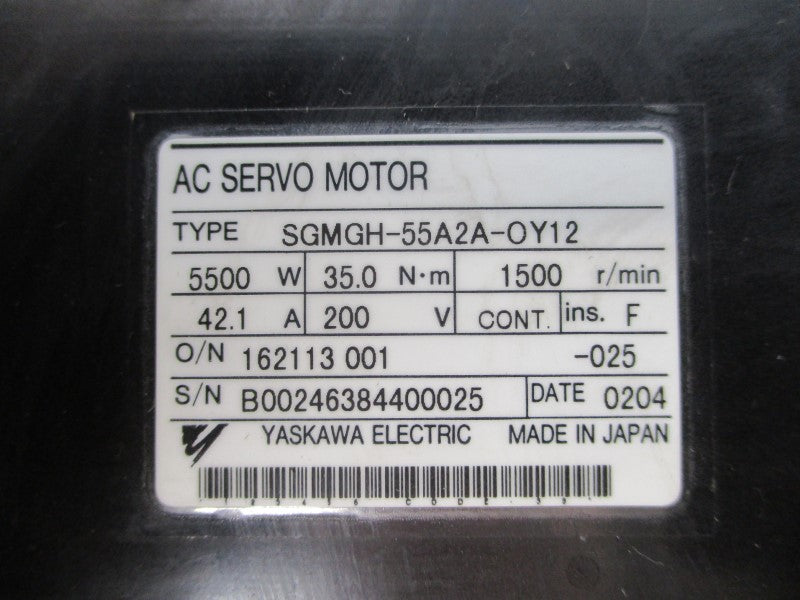 AC SERVO MOTOR
TYPE SGMGH-55A2A-OY12
5500 W 35.0 N·m 1500 r/min
42.1 A 200 V CONT. ins. F
O/N 162113 001 -025
S/N B00246384400025 DATE 0204
YASKAWA ELECTRIC MADE IN JAPAN